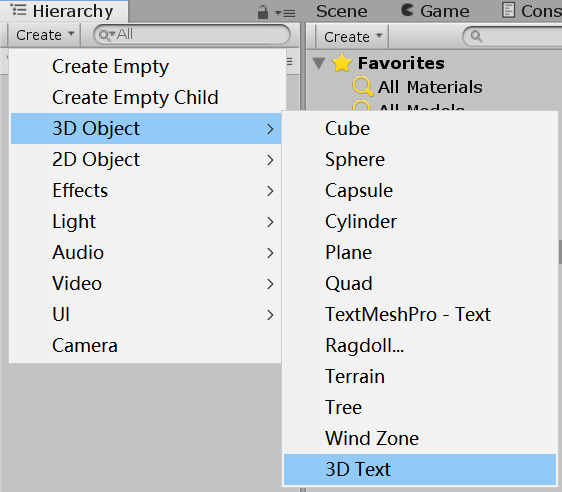 Hierarchy
Create
All
Create Empty
Create Empty Child
3D Object
2D Object
Effects
Light
Audio
Video
UI
Camera
Scene
Game
Create
Favorites
All Materials
All Models
Cube
Sphere
Capsule
Cylinder
Plane
Quad
TextMeshPro - Text
Ragdoll...
Terrain
Tree
Wind Zone
3D Text